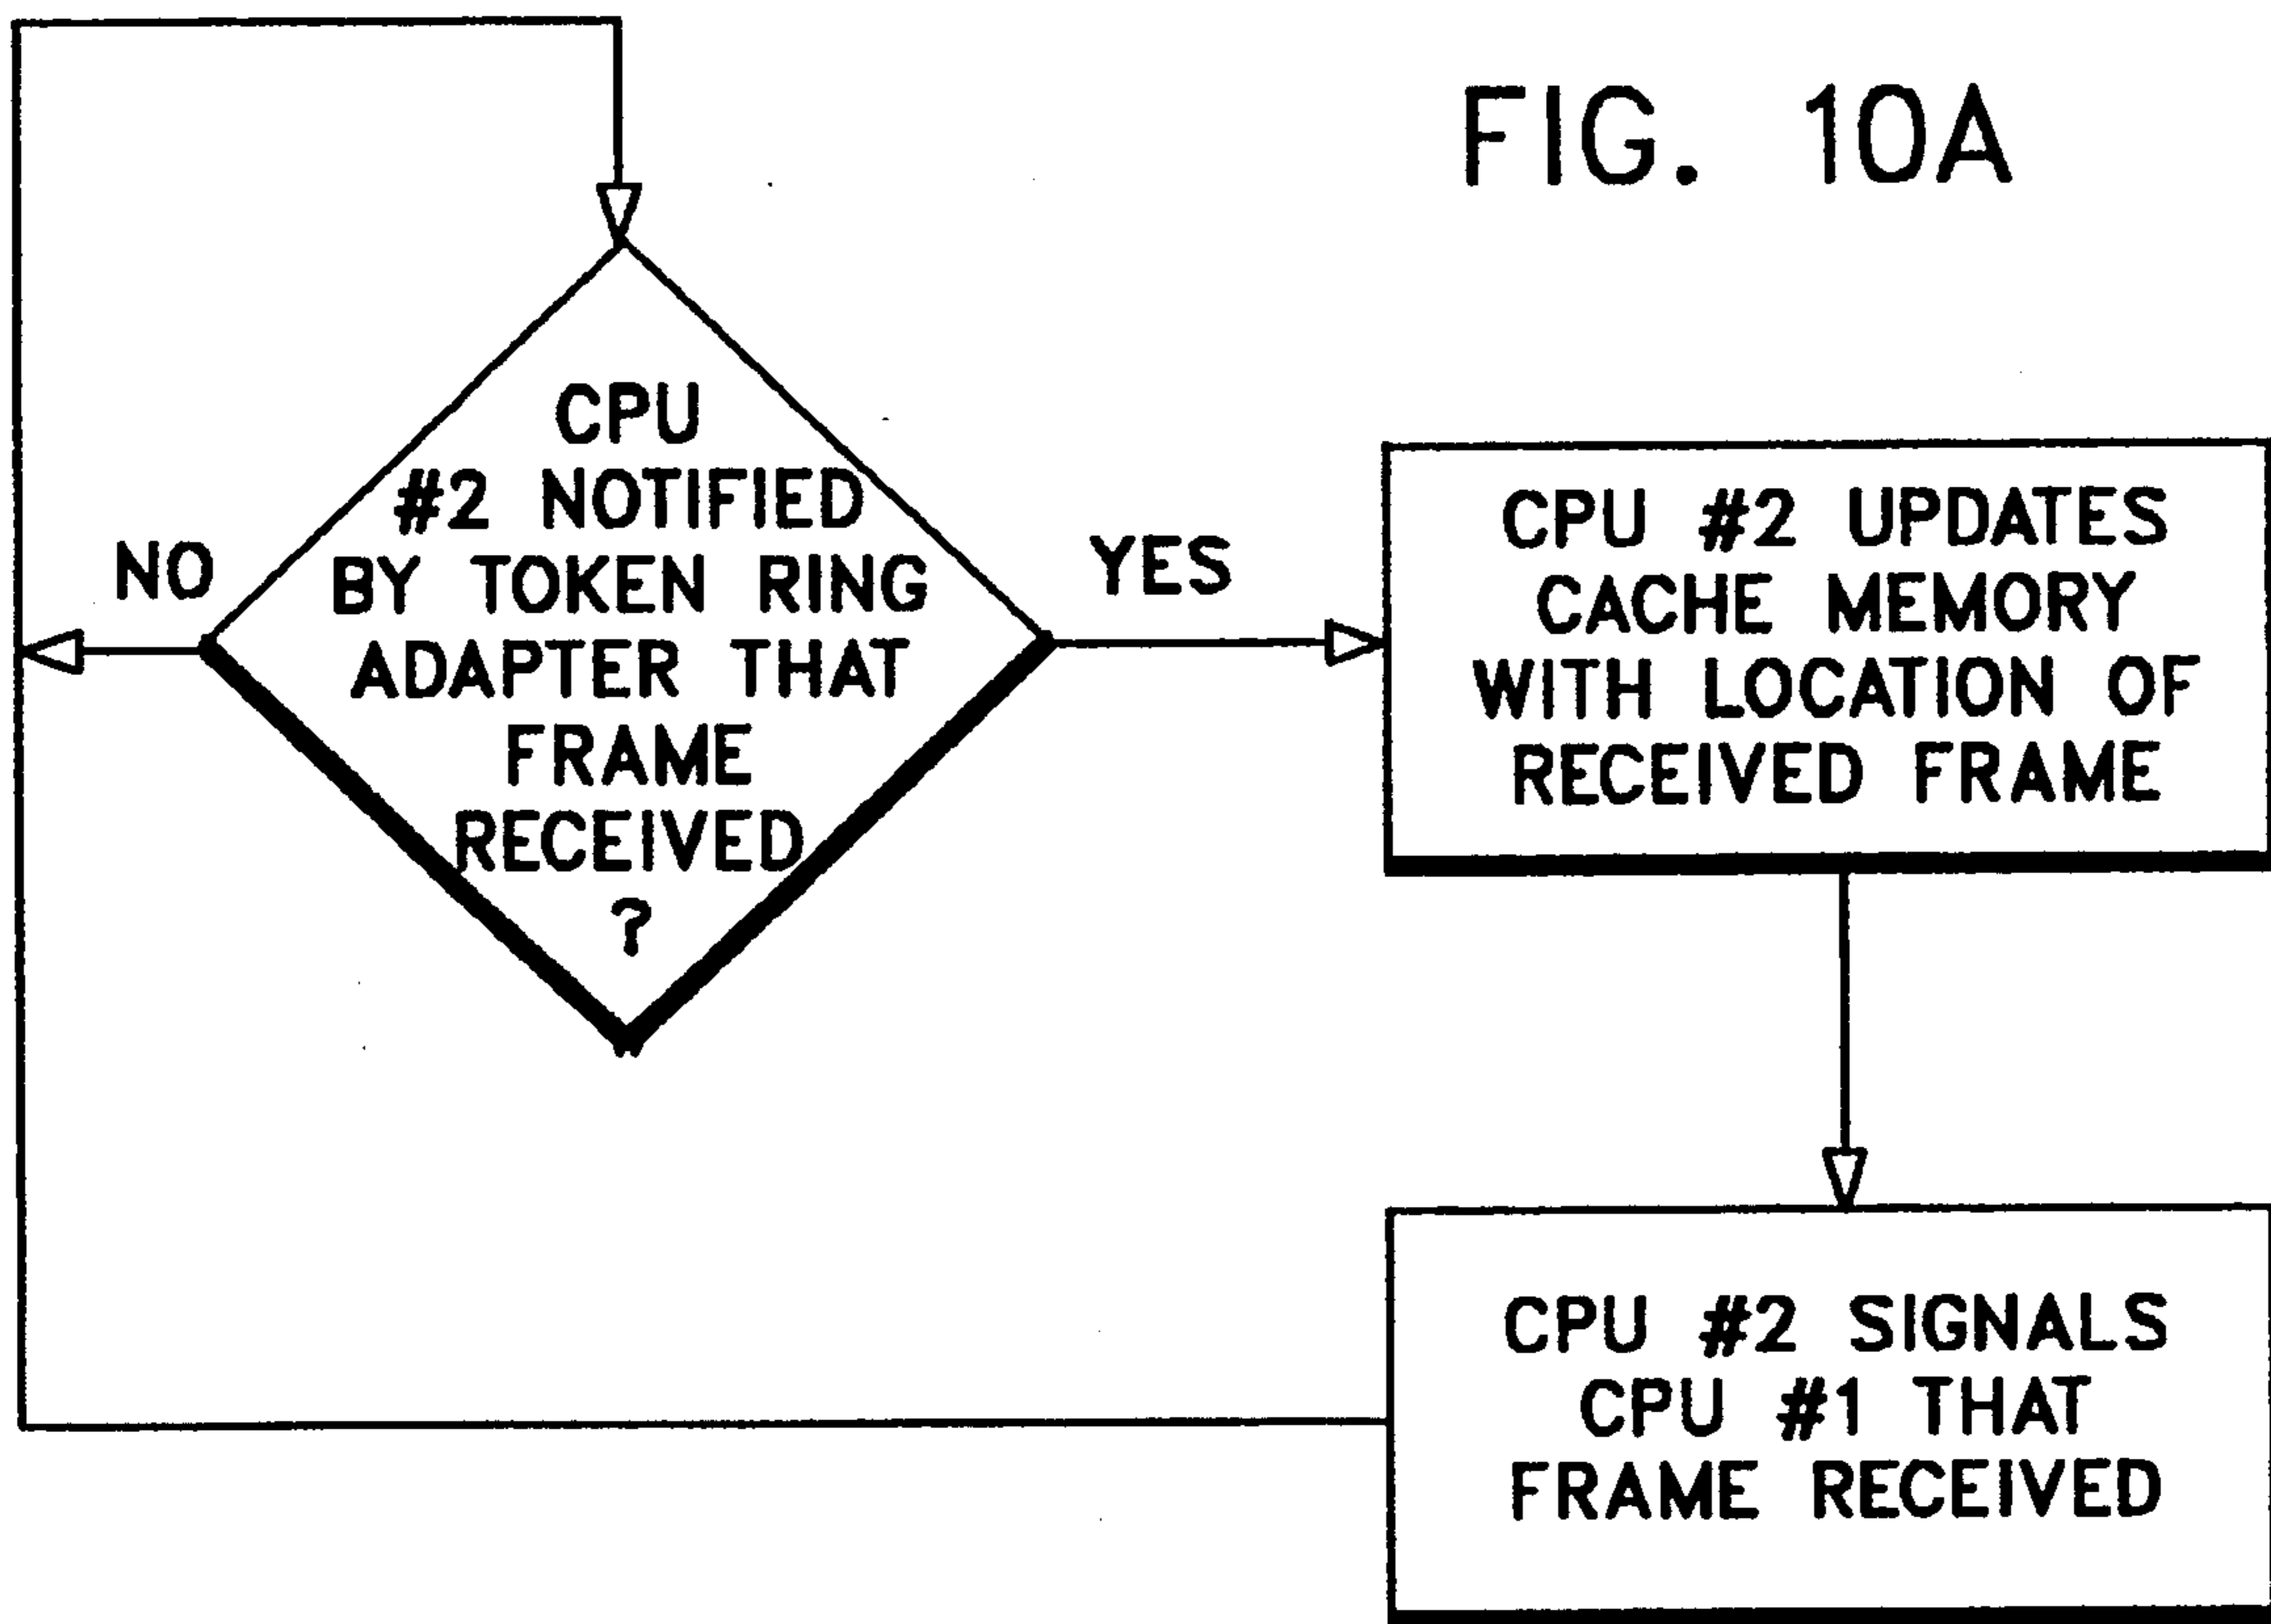 FIG. 10A
CPU
#2 NOTIFIED
BY TOKEN RING
ADAPTER THAT
FRAME
RECEIVED
?
NO
YES
CPU #2 UPDATES
CACHE MEMORY
WITH LOCATION OF
RECEIVED FRAME
CPU #2 SIGNALS
CPU #1 THAT
FRAME RECEIVED